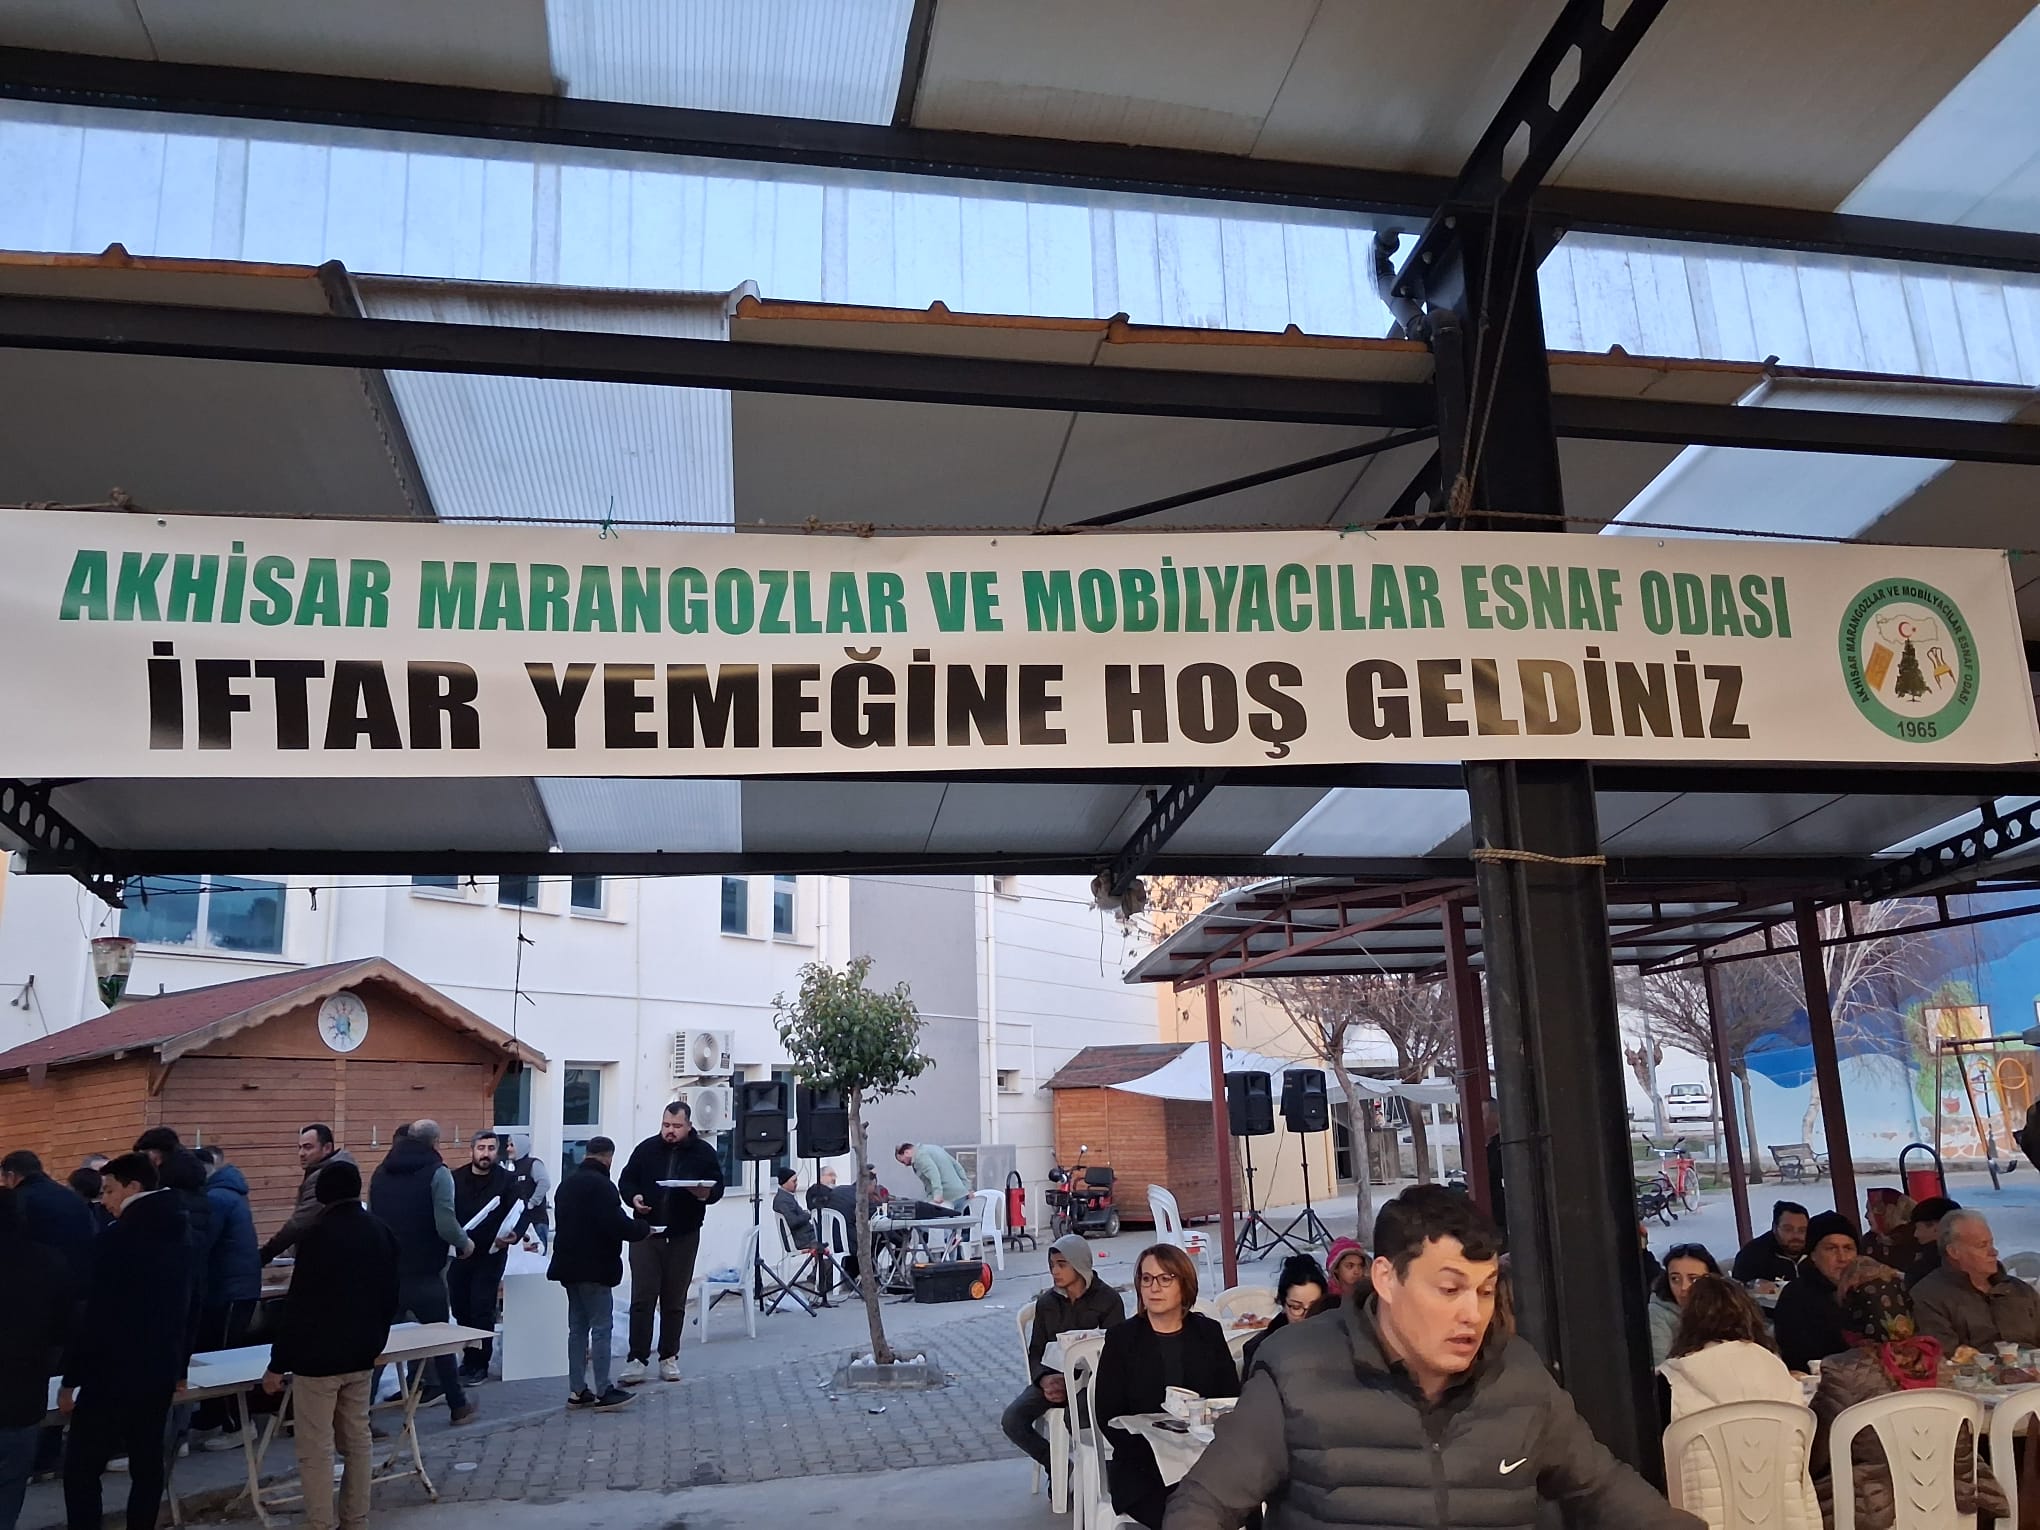 AKHİSAR MARANGOZLAR VE MOBİLYACILAR ESNAF ODASI
İFTAR YEMEĞİNE HOŞ GELDİNİZ
AKHİSAR MARANGOZLAR VE MOBİLYACILAR ESNAF ODASI
1965